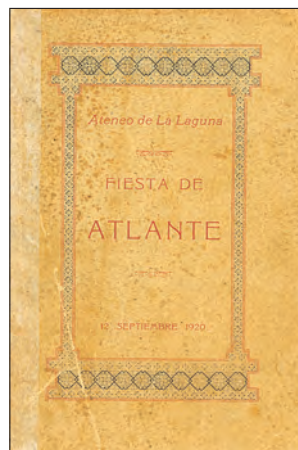 Ateneo de La Laguna
FIESTA DE
ATLANTE
12 SEPTIEMBRE 1920